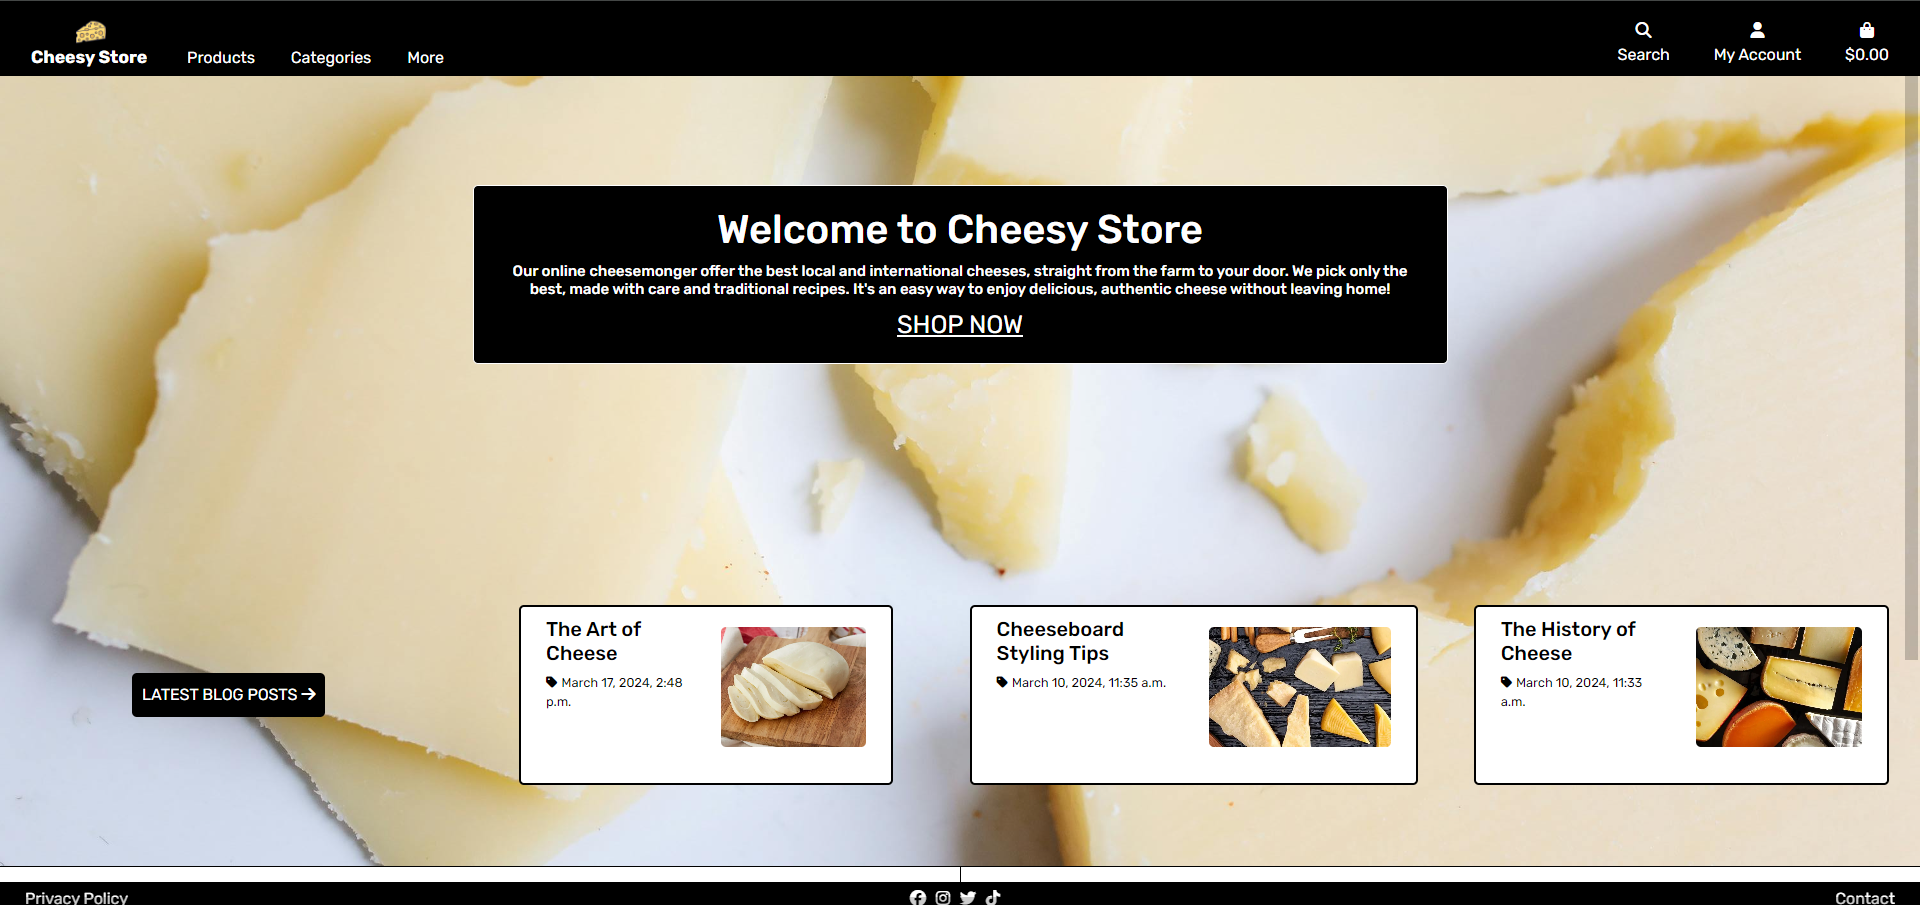 Cheesy Store
Products
Categories
More
Search
My Account
$0.00
Welcome to Cheesy Store
Our online cheesemonger offer the best local and international cheeses, straight from the farm to your door. We pick only the
best, made with care and traditional recipes. It's an easy way to enjoy delicious, authentic cheese without leaving home!
SHOP NOW
LATEST BLOG POSTS
The Art of
Cheese
March 17, 2024, 2:48
p.m.
Cheeseboard
Styling Tips
March 10, 2024, 11:35 a.m.
The History of
Cheese
March 10, 2024, 11:33
a.m.
Privacy Policy
Contact